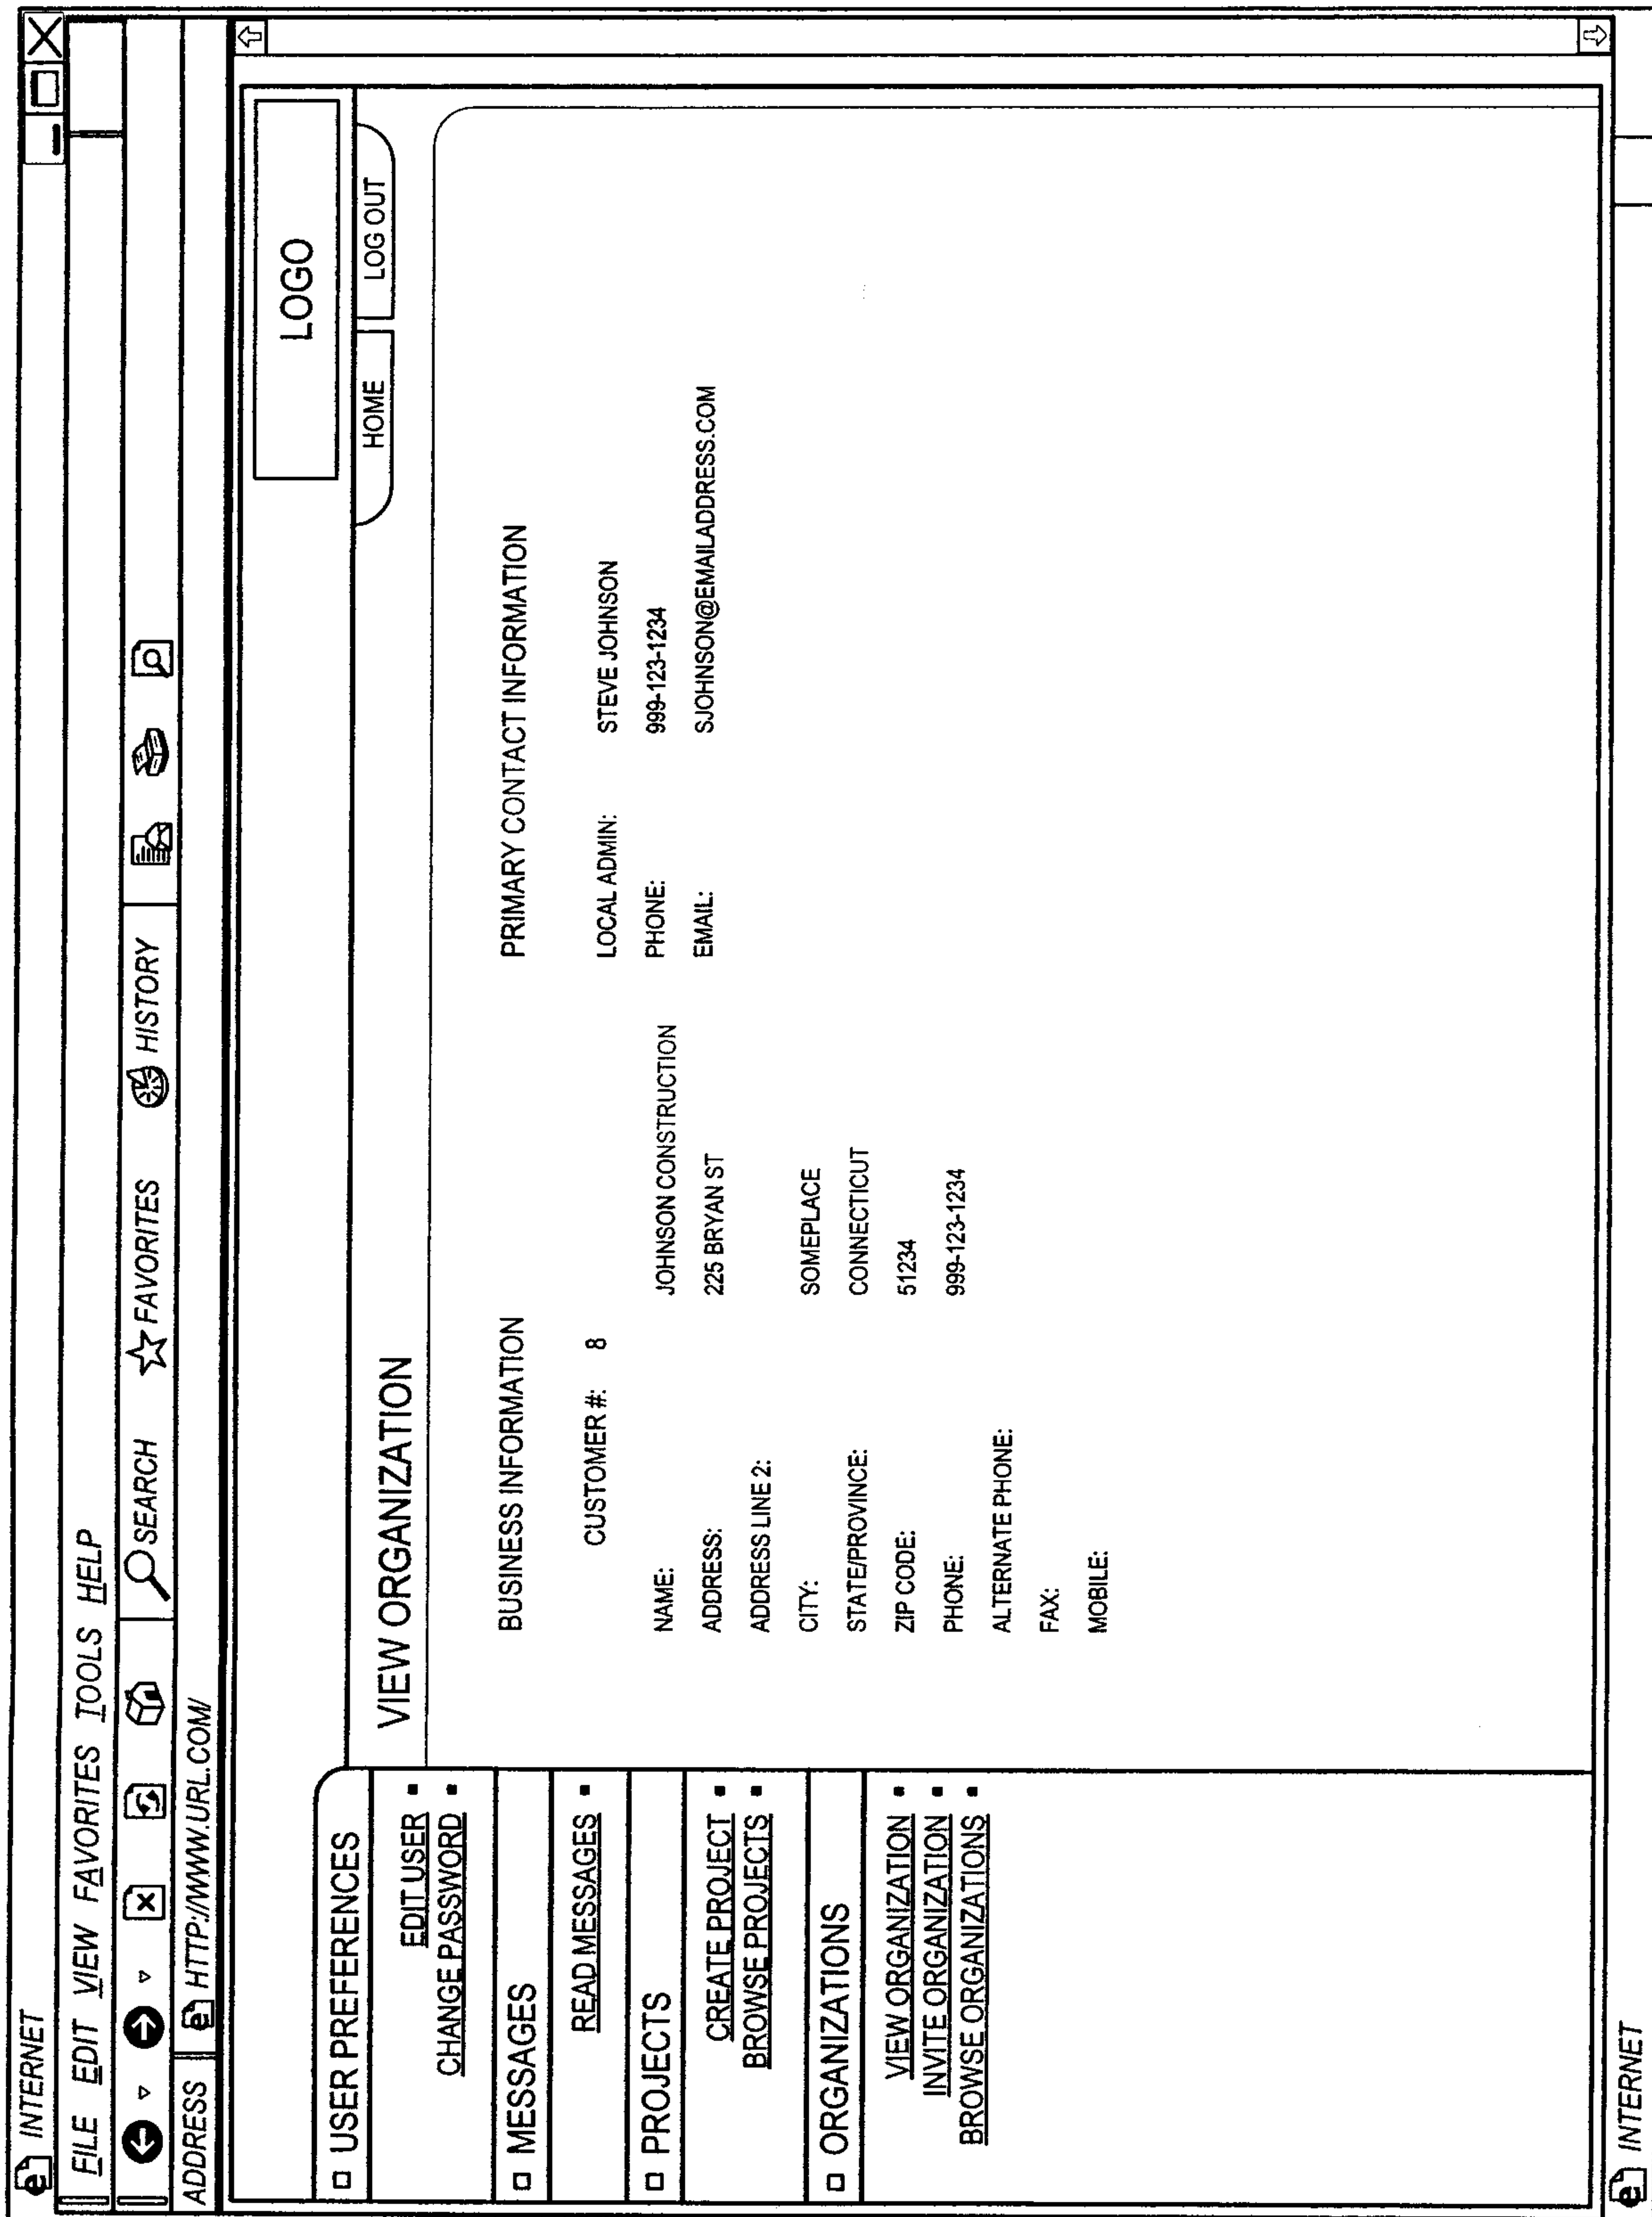 INTERNET
FILE EDIT VIEW FAVORITES TOOLS HELP
SEARCH FAVORITES HISTORY
ADDRESS HTTP://WWW.URL.COM/
LOGO
HOME LOG OUT
USER PREFERENCES
EDIT USER
CHANGE PASSWORD
MESSAGES
READ MESSAGES
PROJECTS
CREATE PROJECT
BROWSE PROJECTS
ORGANIZATIONS
VIEW ORGANIZATION
INVITE ORGANIZATION
BROWSE ORGANIZATIONS
VIEW ORGANIZATION
BUSINESS INFORMATION
CUSTOMER #: 8
NAME: JOHNSON CONSTRUCTION
ADDRESS: 225 BRYAN ST
ADDRESS LINE 2:
CITY: SOMEPLACE
STATE/PROVINCE: CONNECTICUT
ZIP CODE: 51234
PHONE: 999-123-1234
ALTERNATE PHONE:
FAX:
MOBILE:
PRIMARY CONTACT INFORMATION
LOCAL ADMIN: STEVE JOHNSON
PHONE: 999-123-1234
EMAIL: SJOHNSON@EMAILADDRESS.COM
INTERNET